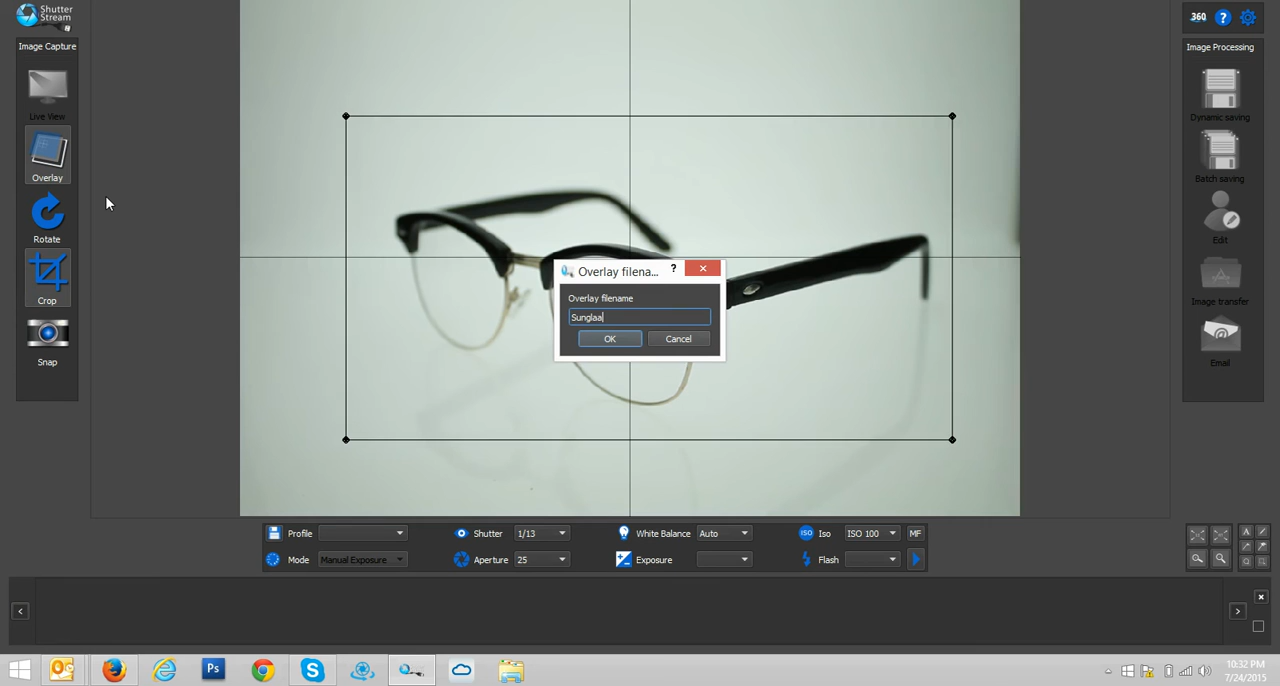 Shutter
Stream
Image Capture
Live View
Overlay
Rotate
Crop
Snap
Overlay filena... ? ×
Overlay filename
Sunglaa
OK Cancel
360 ?
Image Processing
Dynamic saving
Batch saving
Edit
Image transfer
@
Email
Profile Shutter 1/13 White Balance Auto ISO Iso ISO 100 MF
Mode Manual Exposure Aperture 25 Exposure Flash
A
< > ×
Ps
10:32 PM
7/24/2015